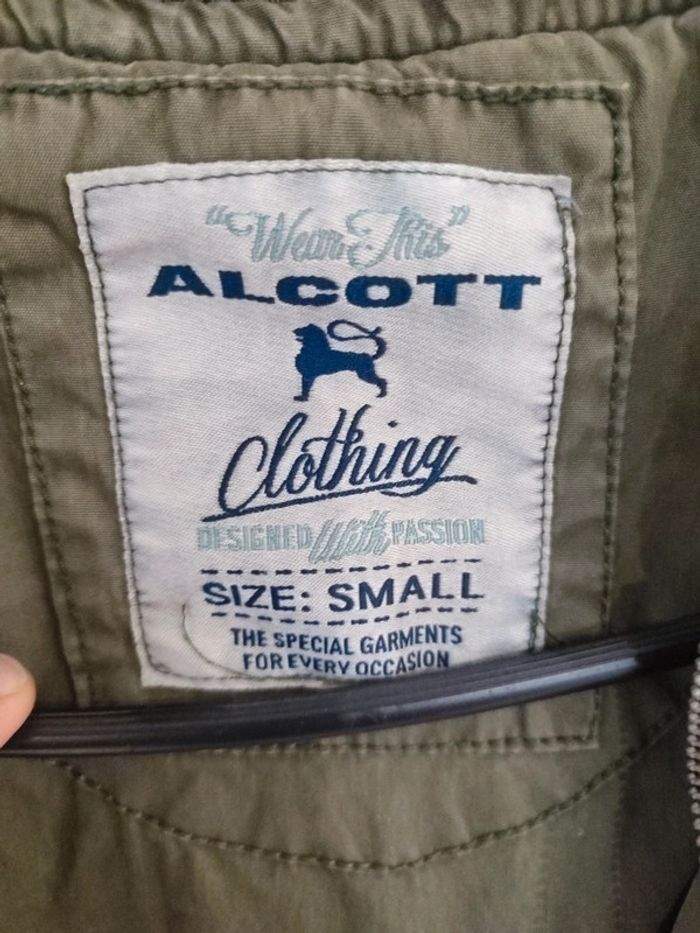 "Wear This"
ALCOTT
Clothing
DESIGNED With PASSION
SIZE: SMALL
THE SPECIAL GARMENTS
FOR EVERY OCCASION